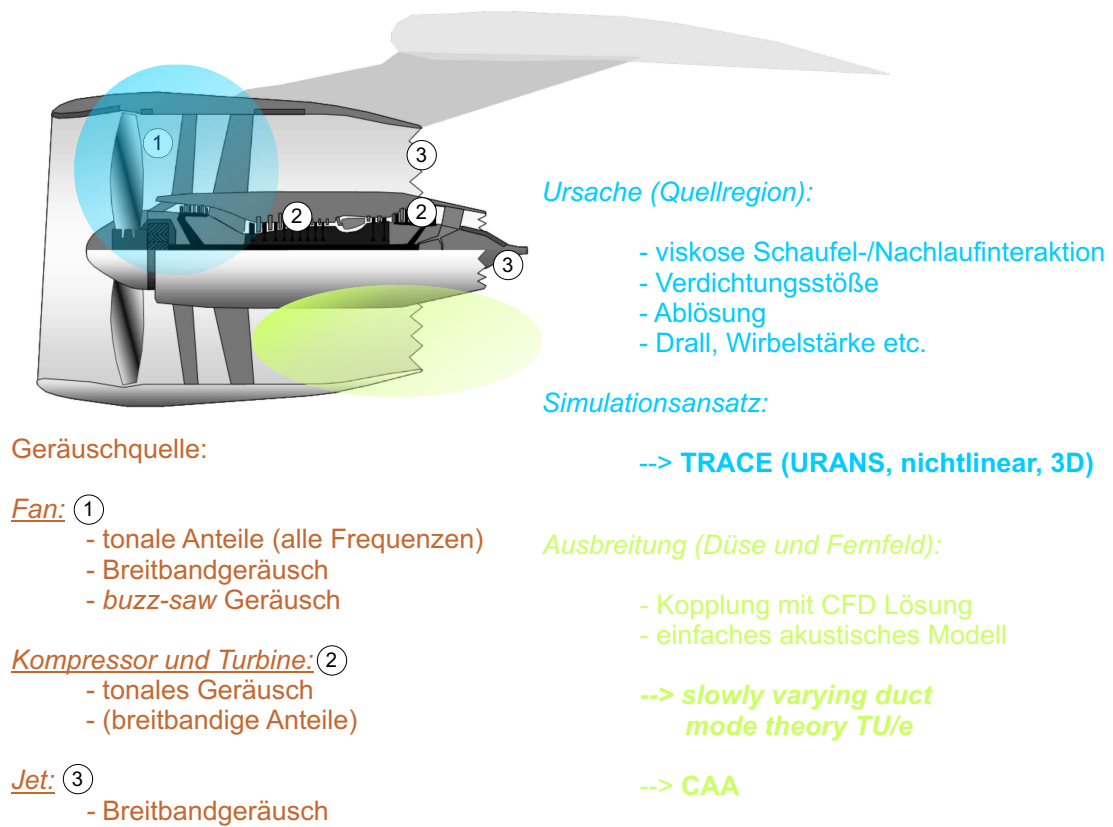 1
3
2
2
3
Geräuschquelle:
Fan: 1
- tonale Anteile (alle Frequenzen)
- Breitbandgeräusch
- buzz-saw Geräusch
Kompressor und Turbine: 2
- tonales Geräusch
- (breitbandige Anteile)
Jet: 3
- Breitbandgeräusch
Ursache (Quellregion):
- viskose Schaufel-/Nachlaufinteraktion
- Verdichtungsstöße
- Ablösung
- Drall, Wirbelstärke etc.
Simulationsansatz:
--> TRACE (URANS, nichtlinear, 3D)
Ausbreitung (Düse und Fernfeld):
- Kopplung mit CFD Lösung
- einfaches akustisches Modell
--> slowly varying duct
mode theory TU/e
--> CAA